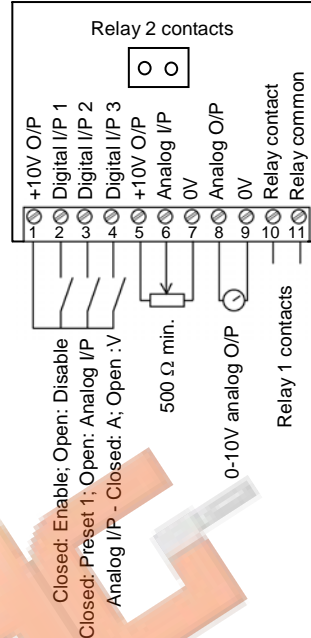 Relay 2 contacts
+10V O/P
Digital I/P 1
Digital I/P 2
Digital I/P 3
+10V O/P
Analog I/P
0V
Analog O/P
0V
Relay contact
Relay common
1 2 3 4 5 6 7 8 9 10 11
Closed: Enable; Open: Disable
Closed: Preset 1; Open: Analog I/P
Analog I/P - Closed: A; Open :V
500 Ω min.
0-10V analog O/P
Relay 1 contacts